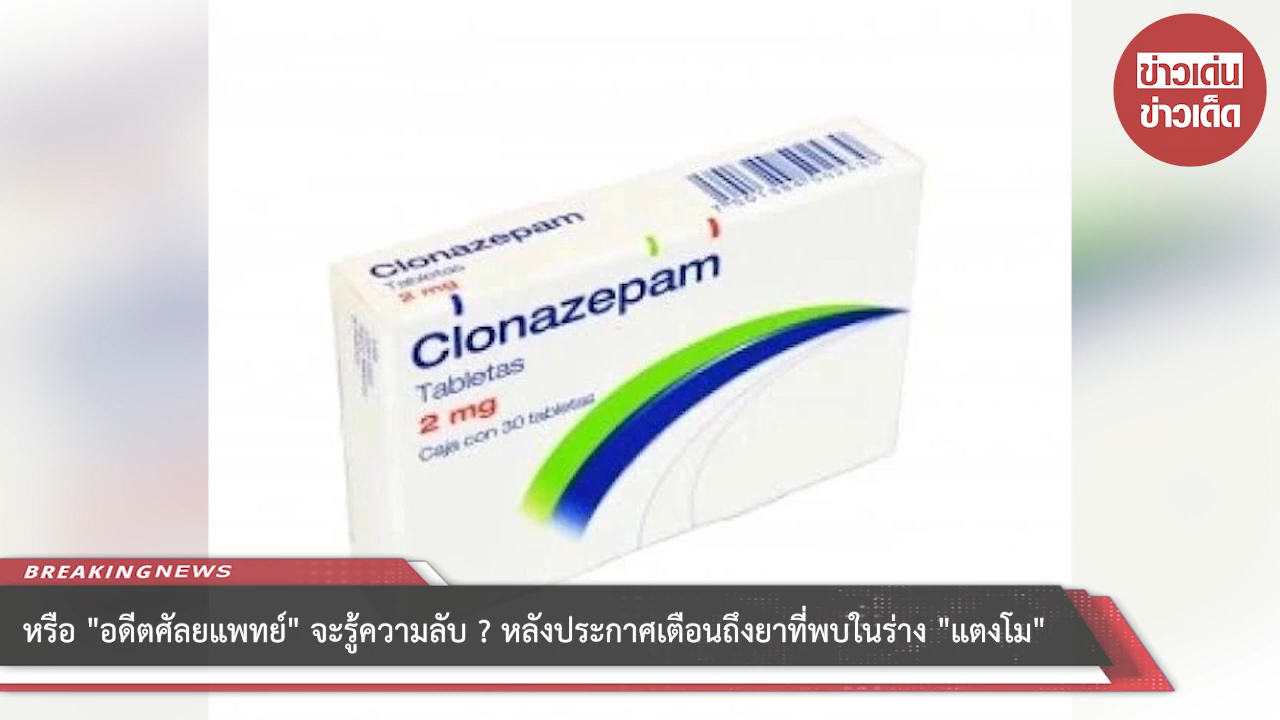 ข่าวเด่น
ข่าวเด็ด
Clonazepam
Tabletas
2 mg
Clonazepam
Tabletas
2 mg
Caja con 30 tabletas
BREAKINGNEWS
หรือ "อดีตศัลยแพทย์" จะรู้ความลับ ? หลังประกาศเตือนถึงยาที่พบในร่าง "แตงโม"